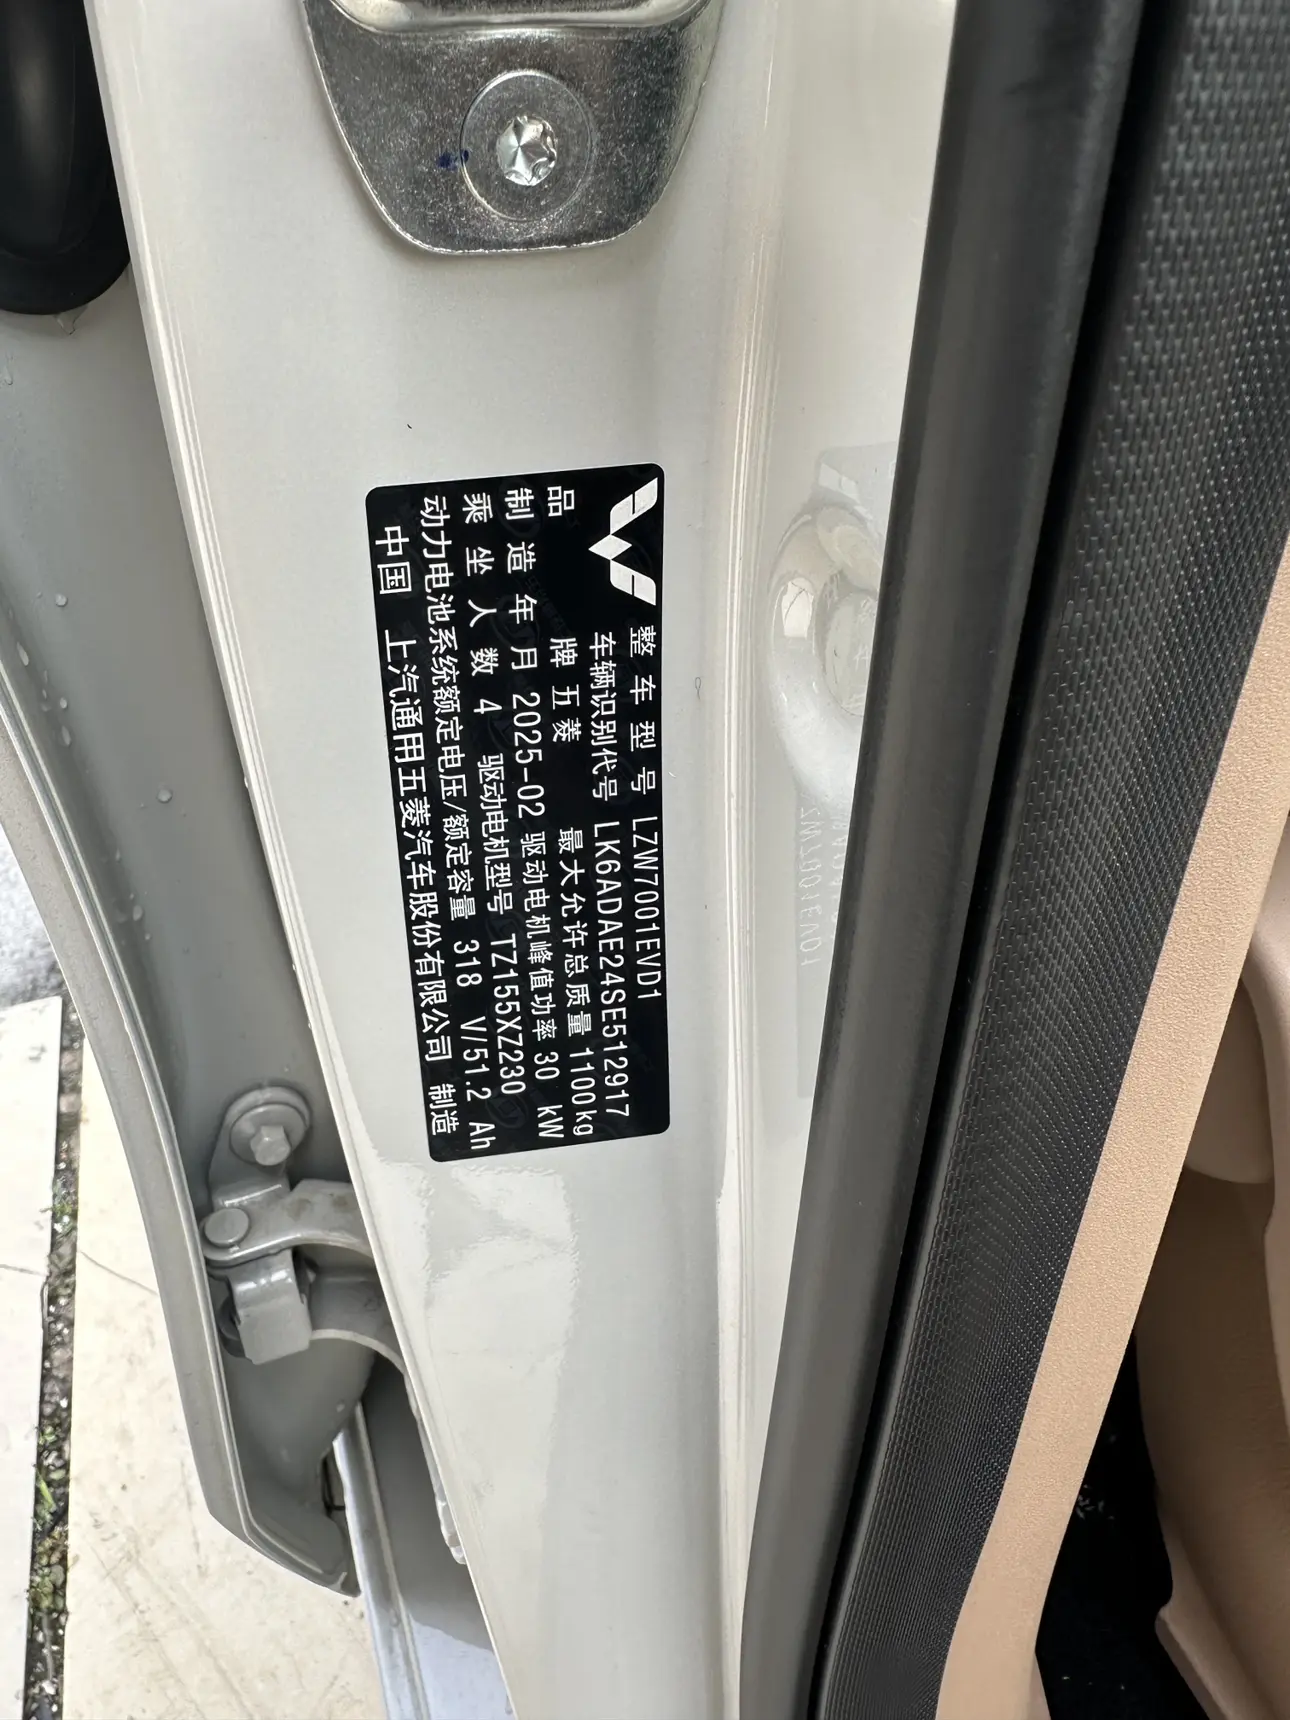 整车型号 LZW7001EVD1
车辆识别代号 LK6ADAE24SE512917
品牌 五菱 最大允许总质量 1100kg
制造年月 2025-02 驱动电机峰值功率 30 kW
乘坐人数 4 驱动电机型号 TZ155XZ230
动力电池系统额定电压/额定容量 318 V/51.2 Ah
中国 上汽通用五菱汽车股份有限公司 制造